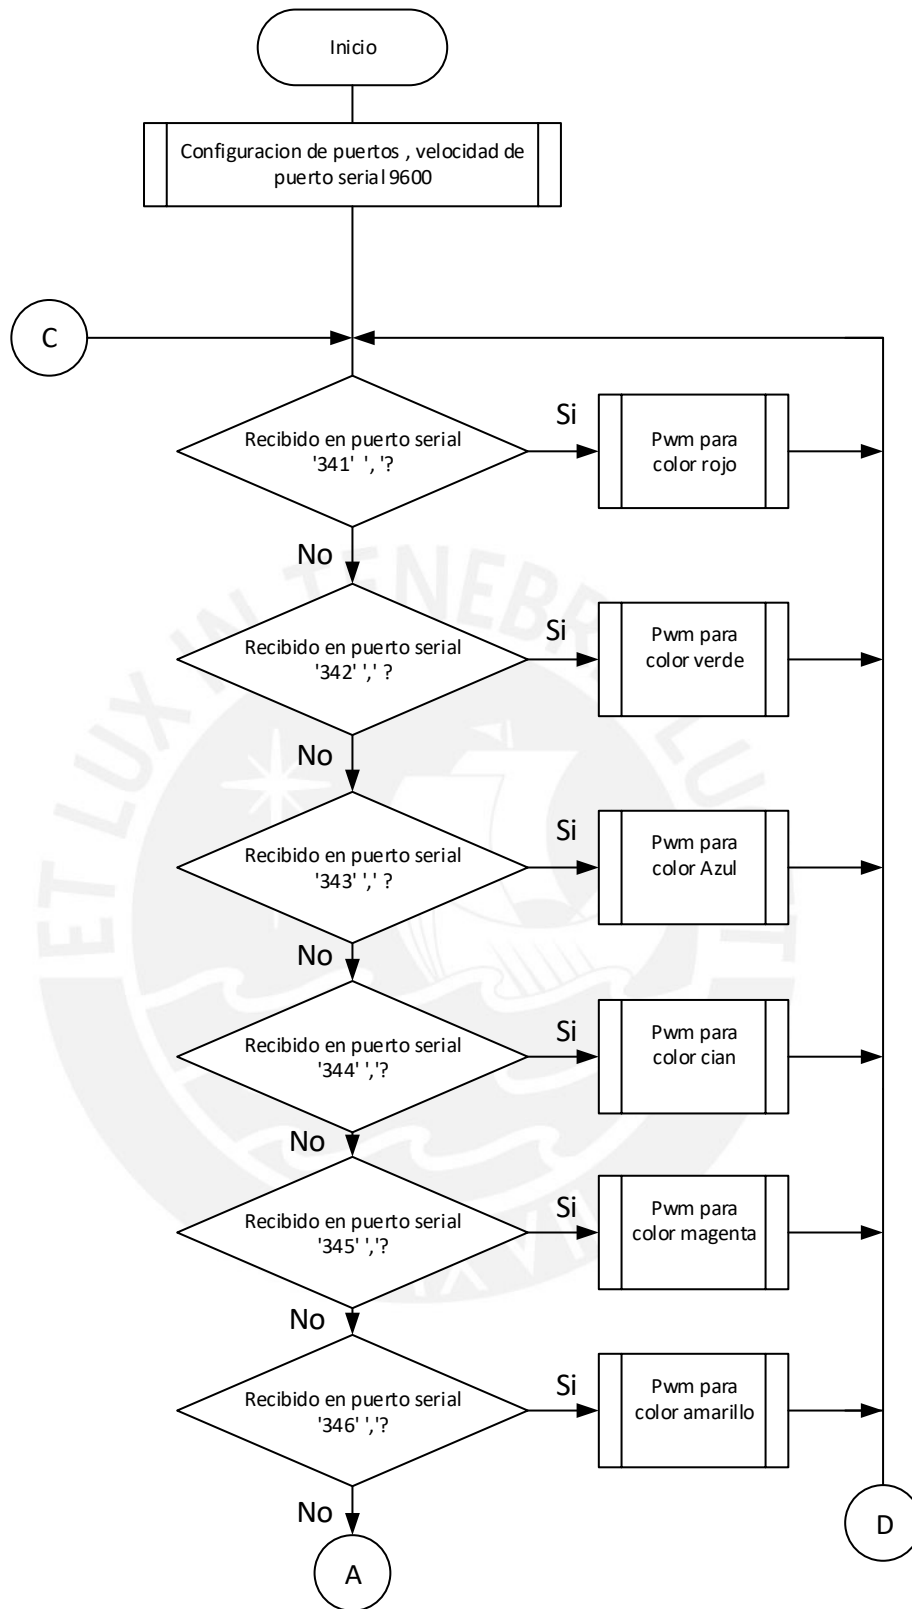 Inicio
Configuracion de puertos , velocidad de
puerto serial 9600
C
Recibido en puerto serial
'341' ', '?
Si
Pwm para
color rojo
No
Recibido en puerto serial
'342' ',' ?
Si
Pwm para
color verde
No
Recibido en puerto serial
'343' ',' ?
Si
Pwm para
color Azul
No
Recibido en puerto serial
'344' ','?
Si
Pwm para
color cian
No
Recibido en puerto serial
'345' ','?
Si
Pwm para
color magenta
No
Recibido en puerto serial
'346' ','?
Si
Pwm para
color amarillo
No
A
D
ET LUX IN